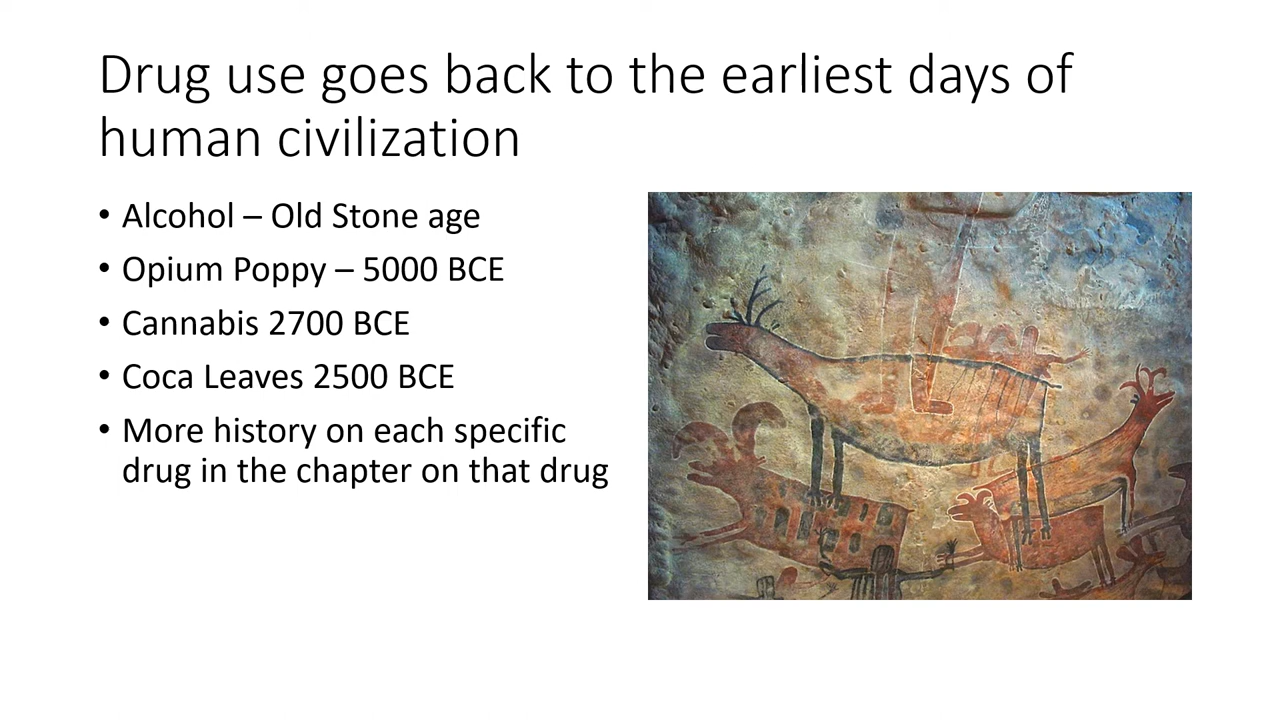 Drug use goes back to the earliest days of
human civilization
• Alcohol – Old Stone age
• Opium Poppy – 5000 BCE
• Cannabis 2700 BCE
• Coca Leaves 2500 BCE
• More history on each specific
drug in the chapter on that drug